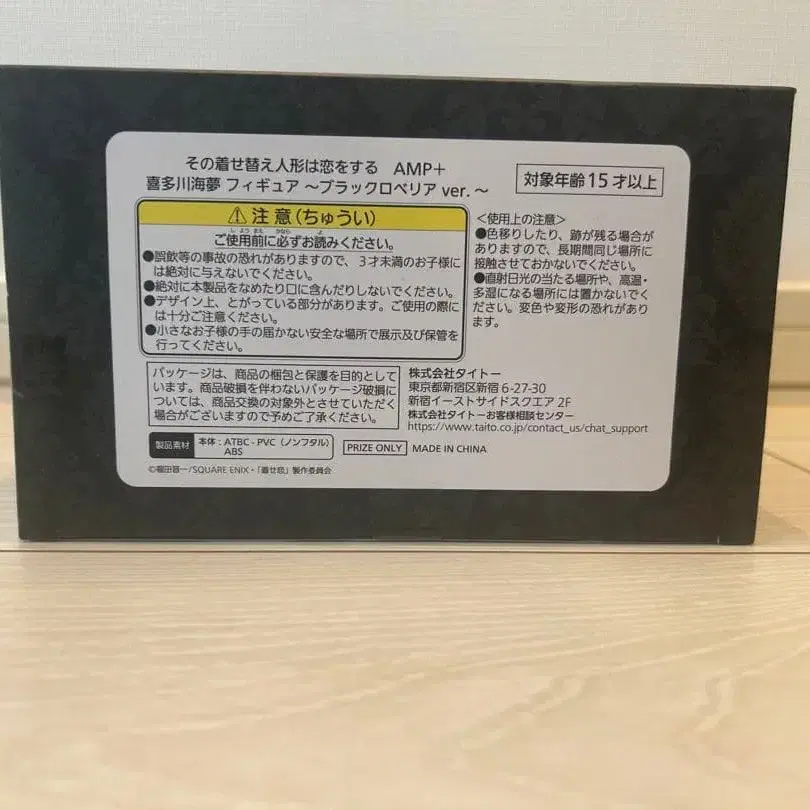 その着せ替え人形は恋をする AMP＋
喜多川海夢 フィギュア ～ブラックロベリア ver.～
対象年齢15才以上
⚠注意(ちゅうい)
ご使用前に必ずお読みください。
●誤飲等の事故の恐れがありますので、3才未満のお子様に
は絶対に与えないでください。
●絶対に本製品をなめたり口に含んだりしないでください。
●デザイン上、とがっている部分があります。ご使用の際に
は十分ご注意ください。
●小さなお子様の手の届かない安全な場所で展示及び保管を
行ってください。
＜使用上の注意＞
●色移りしたり、跡が残る場合が
ありますので、長期間同じ場所に
接触させておかないでください。
●直射日光の当たる場所や、高温・
多湿になる場所には置かないでく
ださい。変色や変形の恐れがあり
ます。
パッケージは、商品の梱包と保護を目的として
います。商品破損を伴わないパッケージ破損に
ついては、商品交換の対象外とさせていただく
場合がございますので予めご了承ください。
株式会社タイトー
東京都新宿区新宿 6-27-30
新宿イーストサイドスクエア 2F
株式会社タイトーお客様相談センター
https://www.taito.co.jp/contact_us/chat_support
製品素材 本体：ATBC-PVC（ノンフタル）
ABS
PRIZE ONLY MADE IN CHINA
©福田晋一/SQUARE ENIX・「着せ恋」製作委員会